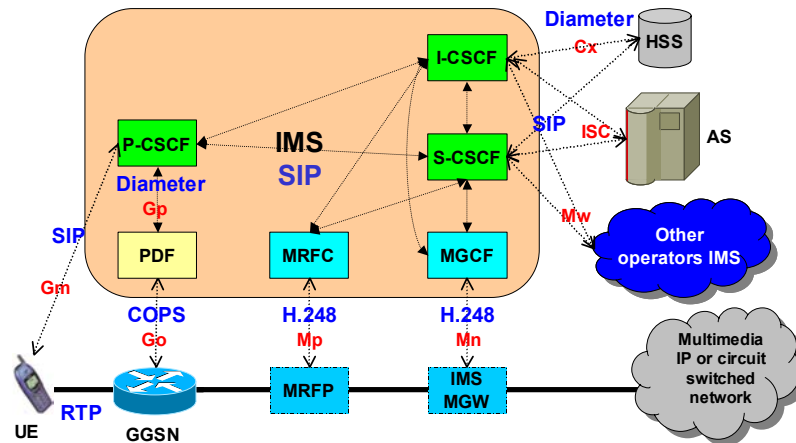 Diameter
I-CSCF
Cx
HSS
P-CSCF
IMS
SIP
S-CSCF
SIP
ISC
AS
Diameter
Gp
SIP
Mw
Other
operators IMS
PDF
MRFC
MGCF
Gm
COPS
H.248
H.248
Go
Mp
Mn
Multimedia
IP or circuit
switched
network
MRFP
IMS
MGW
UE
RTP
GGSN